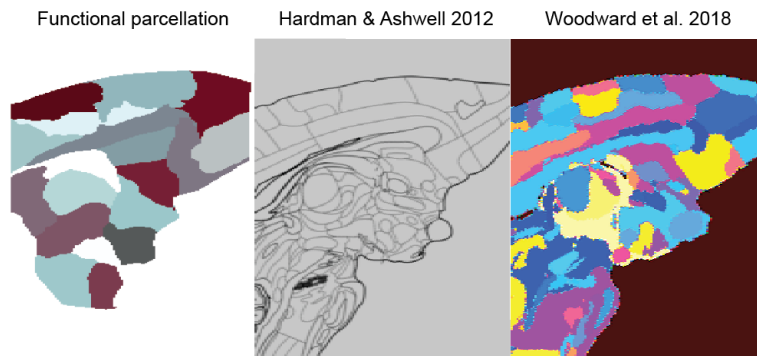 Functional parcellation
Hardman & Ashwell 2012
Woodward et al. 2018